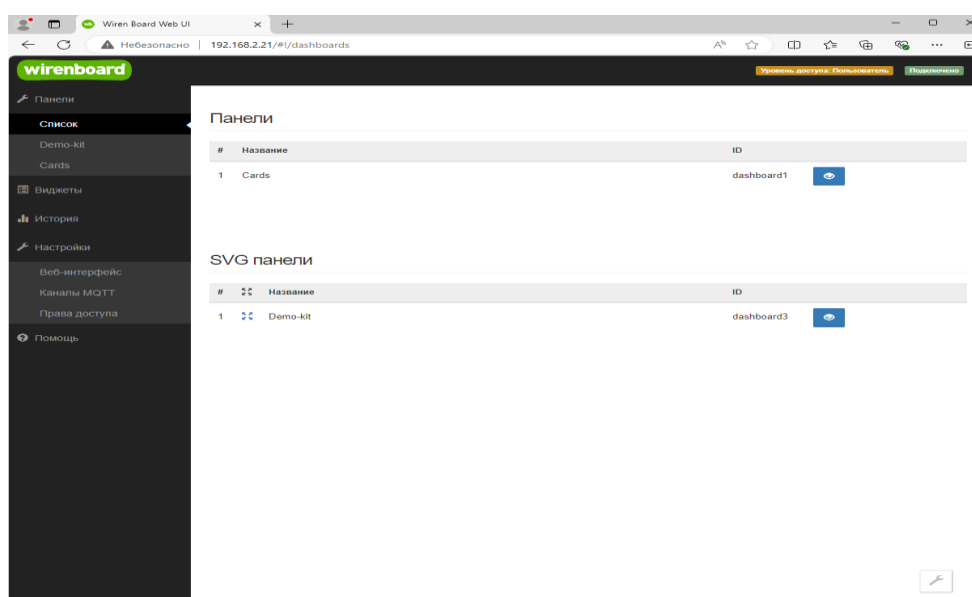 Wiren Board Web UI
Небезопасно 192.168.2.21/#!/dashboards
wirenboard
Уровень доступа: Пользователь Подключено
Панели
Список
Demo-kit
Cards
Виджеты
История
Настройки
Веб-интерфейс
Каналы MQTT
Права доступа
Помощь
Панели
# Название ID
1 Cards dashboard1
SVG панели
# Название ID
1 Demo-kit dashboard3